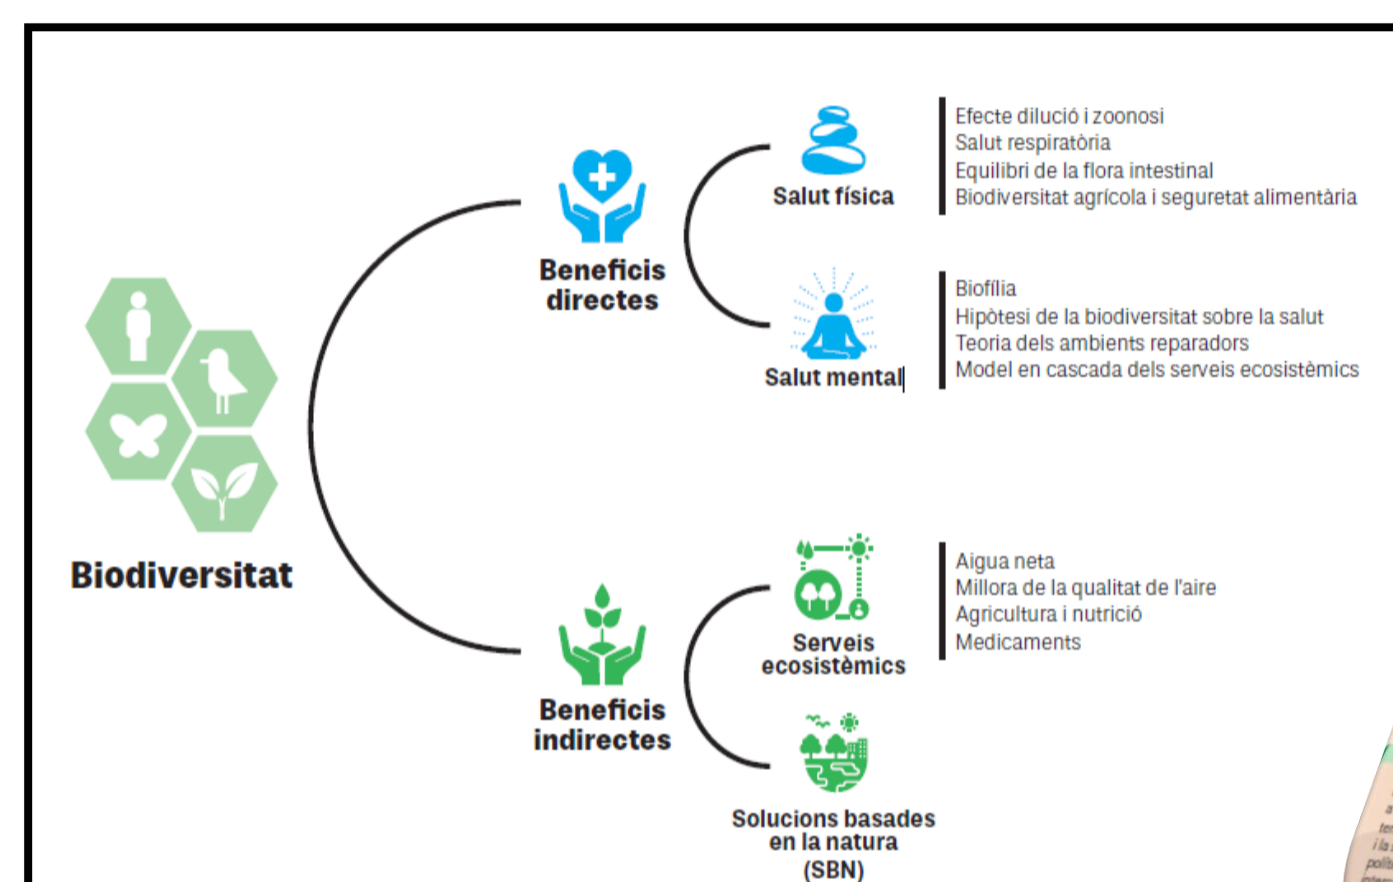 Biodiversitat
Beneficis
directes
Salut física
Efecte dilució i zoonosi
Salut respiratòria
Equilibri de la flora intestinal
Biodiversitat agrícola i seguretat alimentària
Salut mental
Biofília
Hipòtesi de la biodiversitat sobre la salut
Teoria dels ambients reparadors
Model en cascada dels serveis ecosistèmics
Beneficis
indirectes
Serveis
ecosistèmics
Aigua neta
Millora de la qualitat de l'aire
Agricultura i nutrició
Medicaments
Solucions basades
en la natura
(SBN)